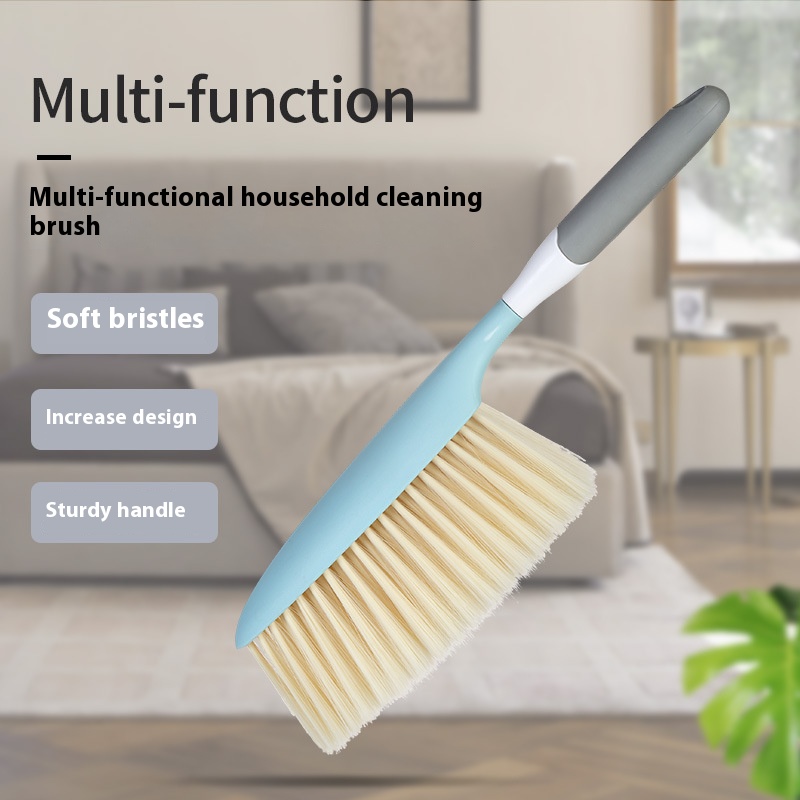 Multi-function
Multi-functional household cleaning
brush
Soft bristles
Increase design
Sturdy handle